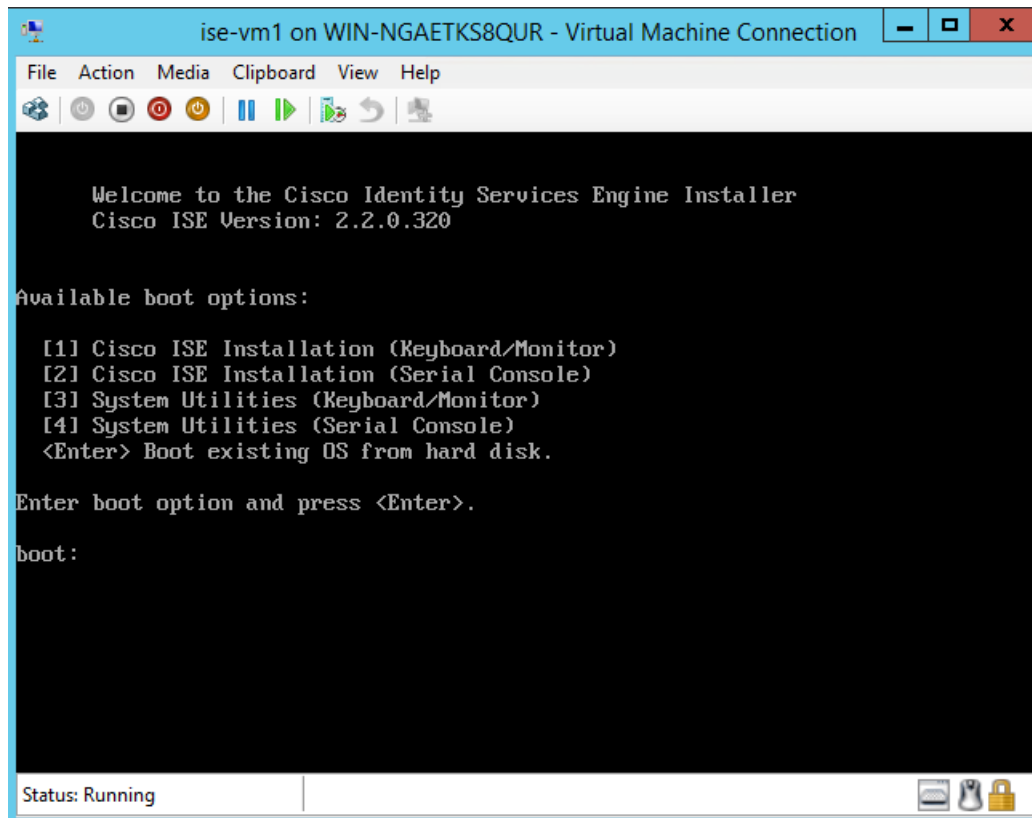 ise-vm1 on WIN-NGAETKS8QUR - Virtual Machine Connection
File Action Media Clipboard View Help
Welcome to the Cisco Identity Services Engine Installer
Cisco ISE Version: 2.2.0.320
Available boot options:
[1] Cisco ISE Installation (Keyboard/Monitor)
[2] Cisco ISE Installation (Serial Console)
[3] System Utilities (Keyboard/Monitor)
[4] System Utilities (Serial Console)
<Enter> Boot existing OS from hard disk.
Enter boot option and press <Enter>.
boot:
Status: Running